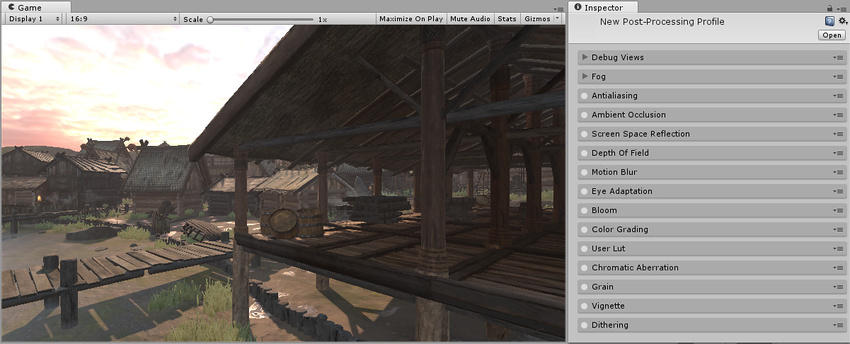 Game
Display 1 16:9 Scale 1x Maximize On Play Mute Audio Stats Gizmos
Inspector
New Post-Processing Profile
Open
Debug Views
Fog
Antialiasing
Ambient Occlusion
Screen Space Reflection
Depth Of Field
Motion Blur
Eye Adaptation
Bloom
Color Grading
User Lut
Chromatic Aberration
Grain
Vignette
Dithering